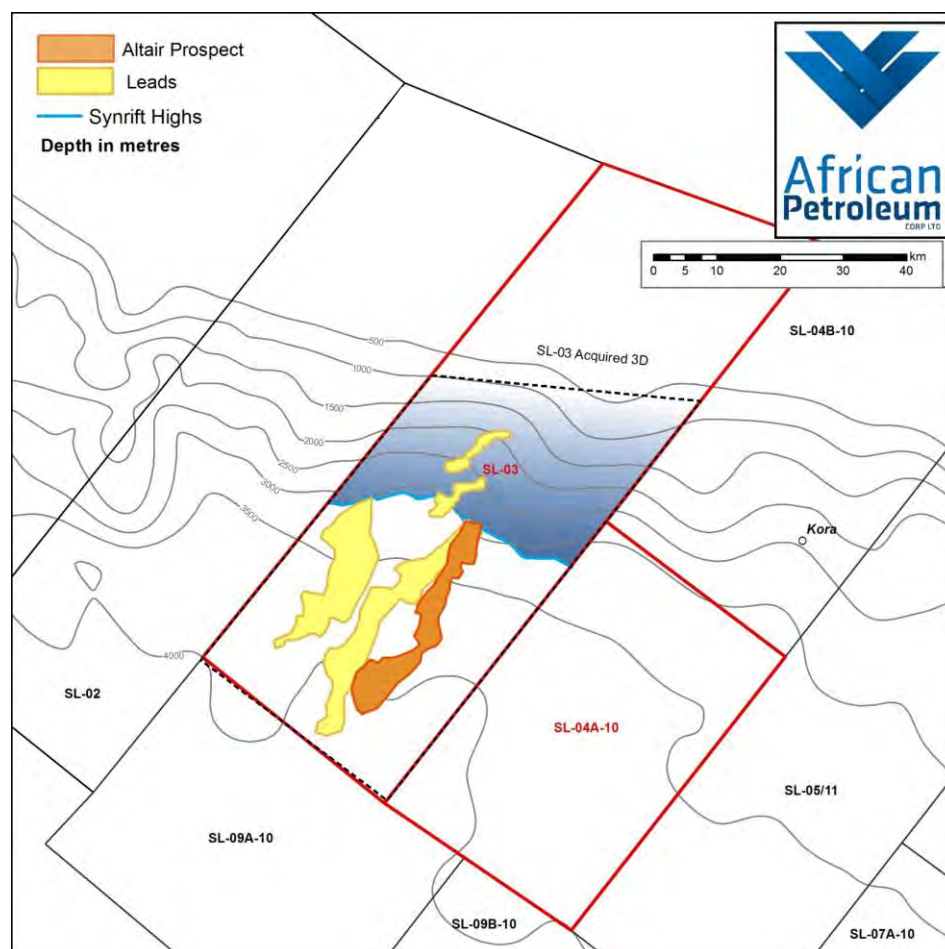 Altair Prospect
Leads
Synrift Highs
Depth in metres
African
Petroleum
CORP LTD
km
0 5 10 20 30 40
SL-04B-10
500
SL-03 Acquired 3D
1000
1500
2000
2500
SL-03
3000
3500
Kora
4000
SL-02
SL-04A-10
SL-05/11
SL-09A-10
SL-09B-10
SL-07A-10